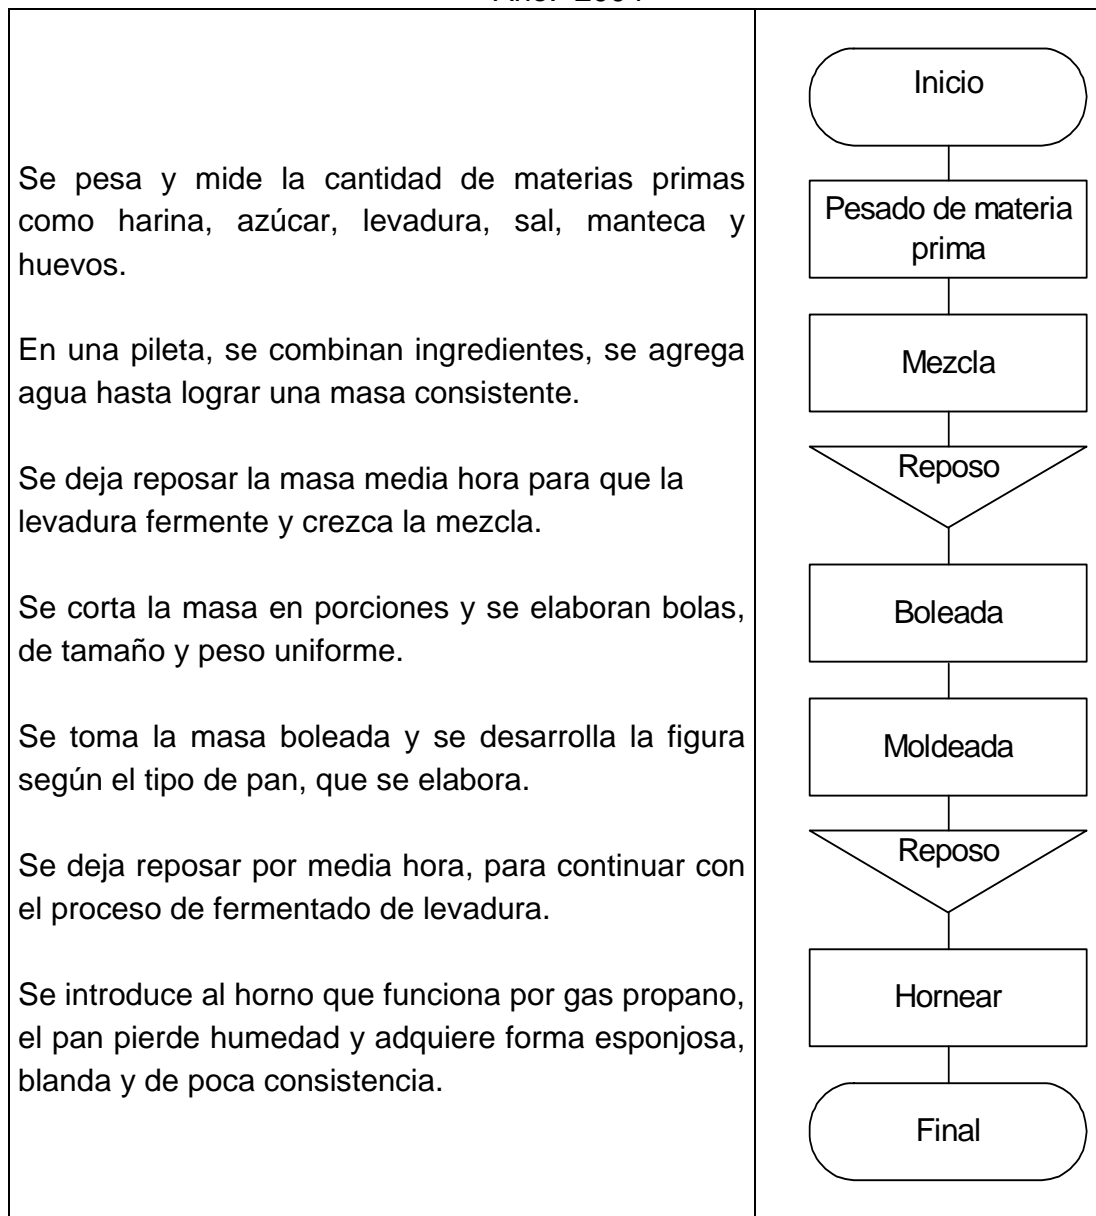 Se pesa y mide la cantidad de materias primas
como harina, azúcar, levadura, sal, manteca y
huevos.
En una pileta, se combinan ingredientes, se agrega
agua hasta lograr una masa consistente.
Se deja reposar la masa media hora para que la
levadura fermente y crezca la mezcla.
Se corta la masa en porciones y se elaboran bolas,
de tamaño y peso uniforme.
Se toma la masa boleada y se desarrolla la figura
según el tipo de pan, que se elabora.
Se deja reposar por media hora, para continuar con
el proceso de fermentado de levadura.
Se introduce al horno que funciona por gas propano,
el pan pierde humedad y adquiere forma esponjosa,
blanda y de poca consistencia.
Inicio
Pesado de materia
prima
Mezcla
Reposo
Boleada
Moldeada
Reposo
Hornear
Final